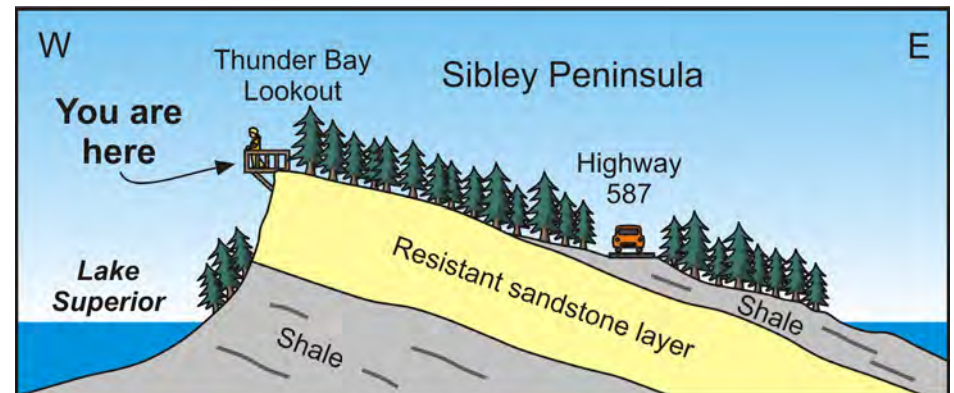 W
E
Thunder Bay
Lookout
Sibley Peninsula
You are
here
Highway
587
Lake
Superior
Resistant sandstone layer
Shale
Shale